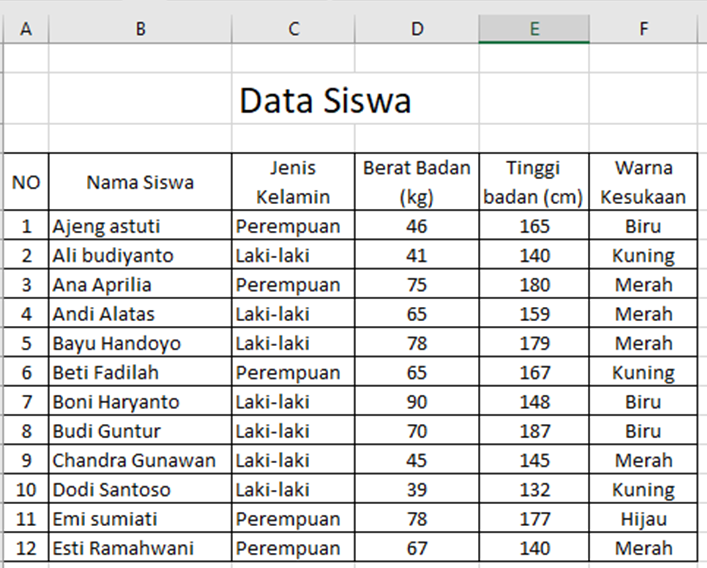 A B C D E F
Data Siswa
NO Nama Siswa Jenis Kelamin Berat Badan (kg) Tinggi badan (cm) Warna Kesukaan
1 Ajeng astuti Perempuan 46 165 Biru
2 Ali budiyanto Laki-laki 41 140 Kuning
3 Ana Aprilia Perempuan 75 180 Merah
4 Andi Alatas Laki-laki 65 159 Merah
5 Bayu Handoyo Laki-laki 78 179 Merah
6 Beti Fadilah Perempuan 65 167 Kuning
7 Boni Haryanto Laki-laki 90 148 Biru
8 Budi Guntur Laki-laki 70 187 Biru
9 Chandra Gunawan Laki-laki 45 145 Merah
10 Dodi Santoso Laki-laki 39 132 Kuning
11 Emi sumiati Perempuan 78 177 Hijau
12 Esti Ramahwani Perempuan 67 140 Merah